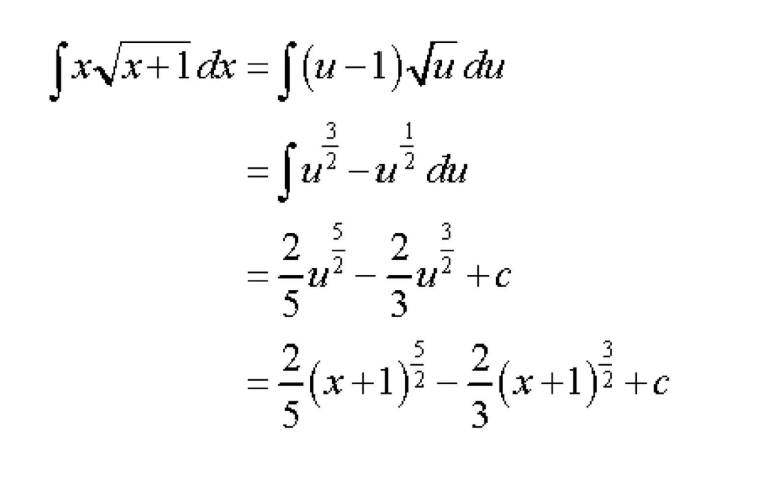 ∫x√(x+1) dx = ∫(u−1)√u du
= ∫u^(3/2) − u^(1/2) du
= 2/5 u^(5/2) − 2/3 u^(3/2) + c
= 2/5 (x+1)^(5/2) − 2/3 (x+1)^(3/2) + c